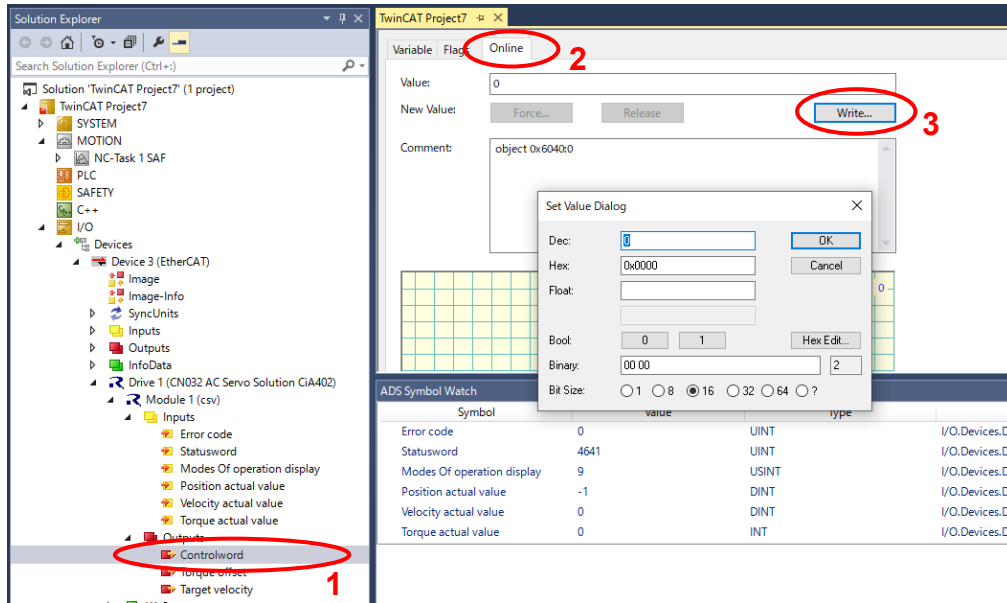 Solution Explorer
Search Solution Explorer (Ctrl+:)
Solution 'TwinCAT Project7' (1 project)
TwinCAT Project7
SYSTEM
MOTION
NC-Task 1 SAF
PLC
SAFETY
C++
I/O
Devices
Device 3 (EtherCAT)
Image
Image-Info
SyncUnits
Inputs
Outputs
InfoData
Drive 1 (CN032 AC Servo Solution CiA402)
Module 1 (csv)
Inputs
Error code
Statusword
Modes Of operation display
Position actual value
Velocity actual value
Torque actual value
Outputs
Controlword
1
Torque offset
Target velocity
TwinCAT Project7
Variable Flags Online
2
Value: 0
New Value: Force... Release Write...
3
Comment: object 0x6040:0
Set Value Dialog
Dec: 0 OK
Hex: 0x0000 Cancel
Float:
Bool: 0 1 Hex Edit...
Binary: 00 00 2
Bit Size: 1 8 16 32 64 ?
0
ADS Symbol Watch
Symbol Value Type
Error code 0 UINT I/O.Devices.D
Statusword 4641 UINT I/O.Devices.D
Modes Of operation display 9 USINT I/O.Devices.D
Position actual value -1 DINT I/O.Devices.D
Velocity actual value 0 DINT I/O.Devices.D
Torque actual value 0 INT I/O.Devices.D